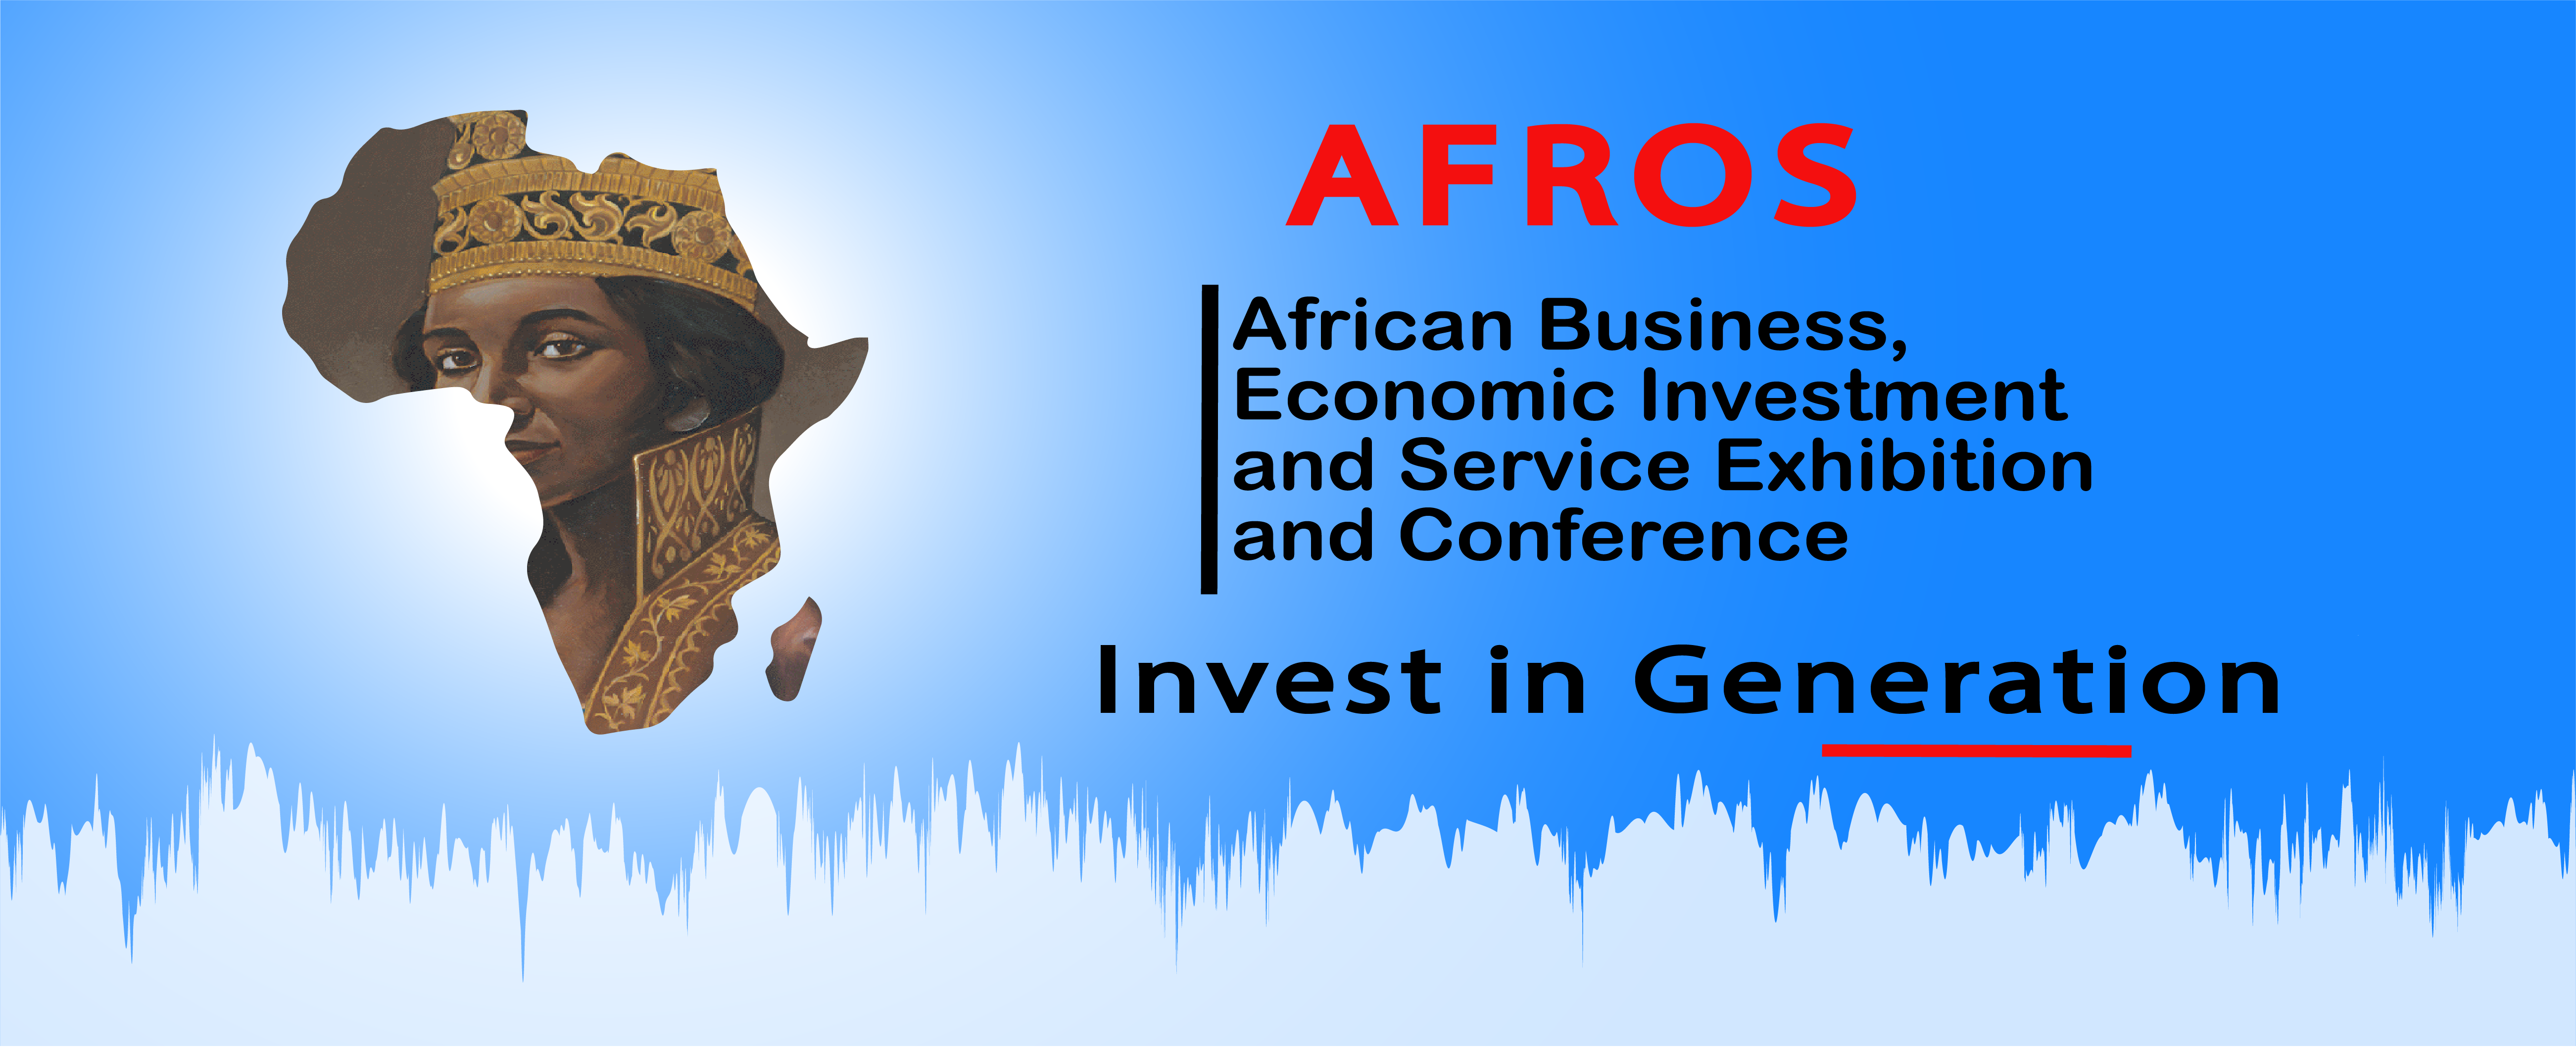 AFROS
African Business,
Economic Investment
and Service Exhibition
and Conference
Invest in Generation